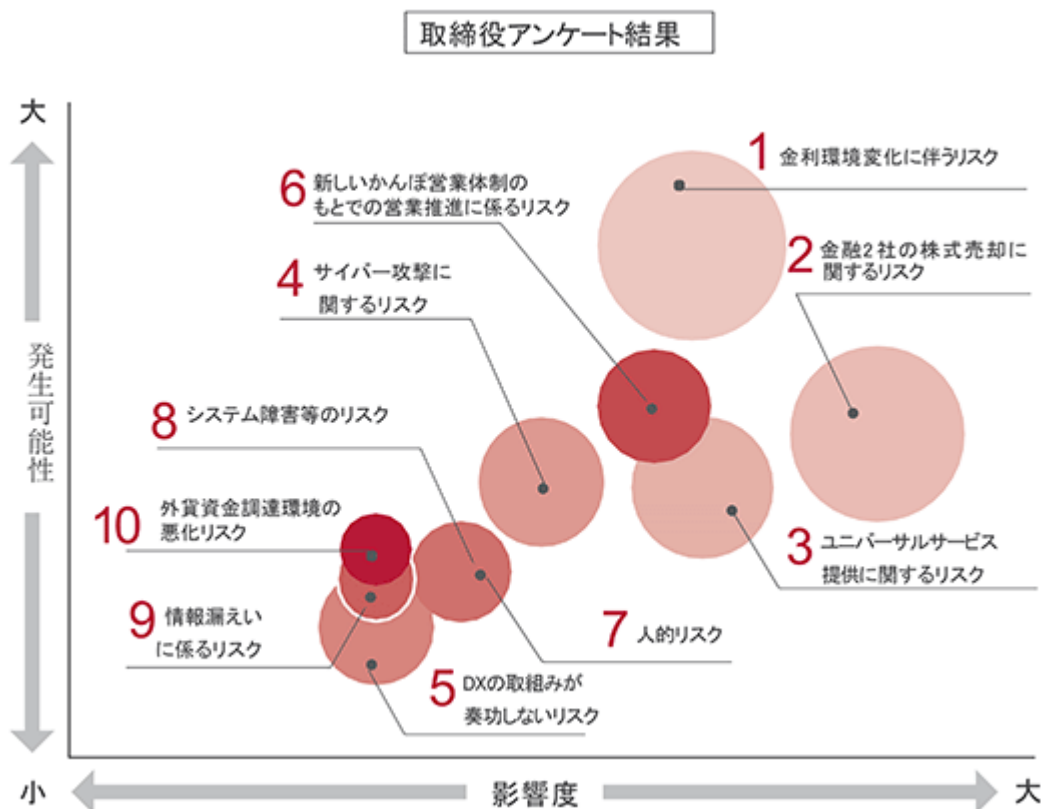 取締役アンケート結果
大
1 金利環境変化に伴うリスク
6 新しいかんぽ営業体制の
もとでの営業推進に係るリスク
2 金融2社の株式売却に
関するリスク
4 サイバー攻撃に
関するリスク
発生可能性
8 システム障害等のリスク
10 外貨資金調達環境の
悪化リスク
3 ユニバーサルサービス
提供に関するリスク
9 情報漏えい
に係るリスク
7 人的リスク
5 DXの取組みが
奏功しないリスク
小 影響度 大